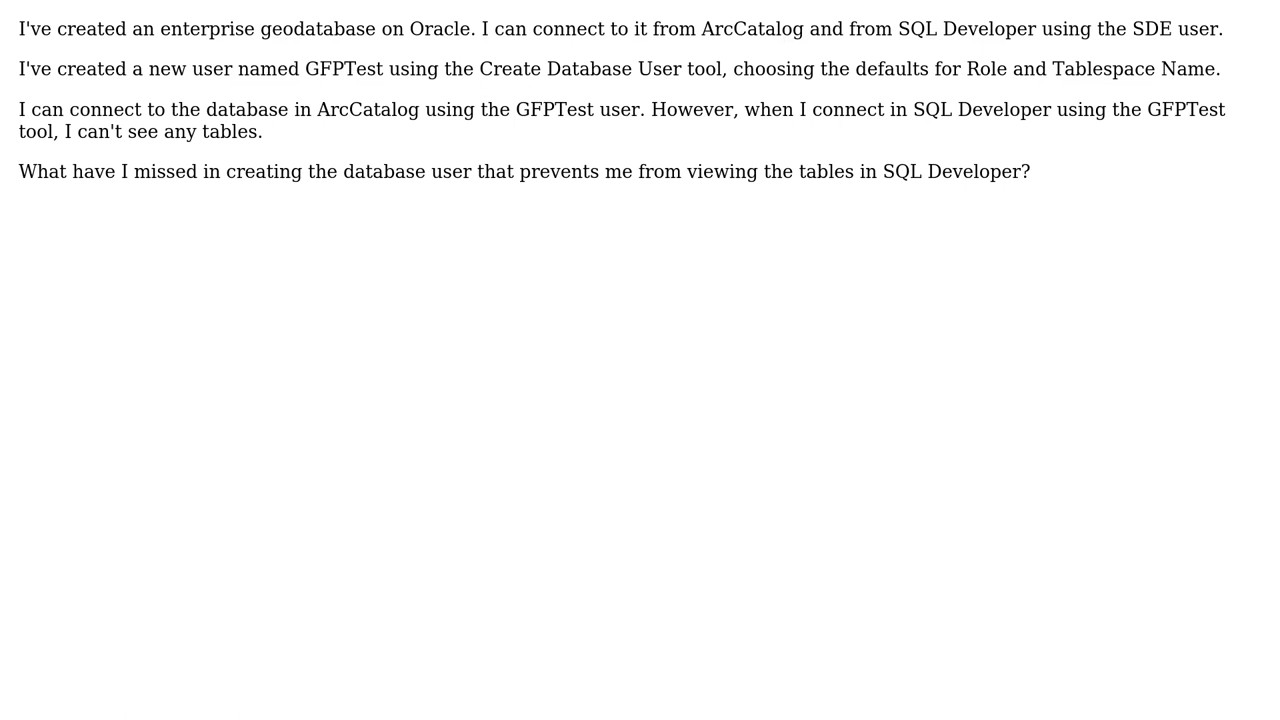 I've created an enterprise geodatabase on Oracle. I can connect to it from ArcCatalog and from SQL Developer using the SDE user.
I've created a new user named GFPTest using the Create Database User tool, choosing the defaults for Role and Tablespace Name.
I can connect to the database in ArcCatalog using the GFPTest user. However, when I connect in SQL Developer using the GFPTest
tool, I can't see any tables.
What have I missed in creating the database user that prevents me from viewing the tables in SQL Developer?